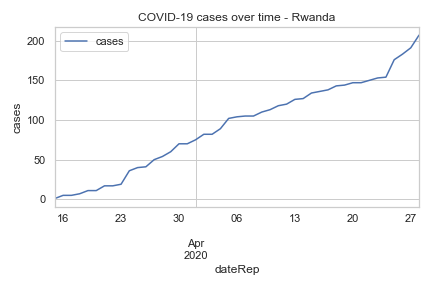 COVID-19 cases over time - Rwanda
cases
200
150
100
50
0
cases
16 23 30 06 13 20 27
Apr
2020
dateRep